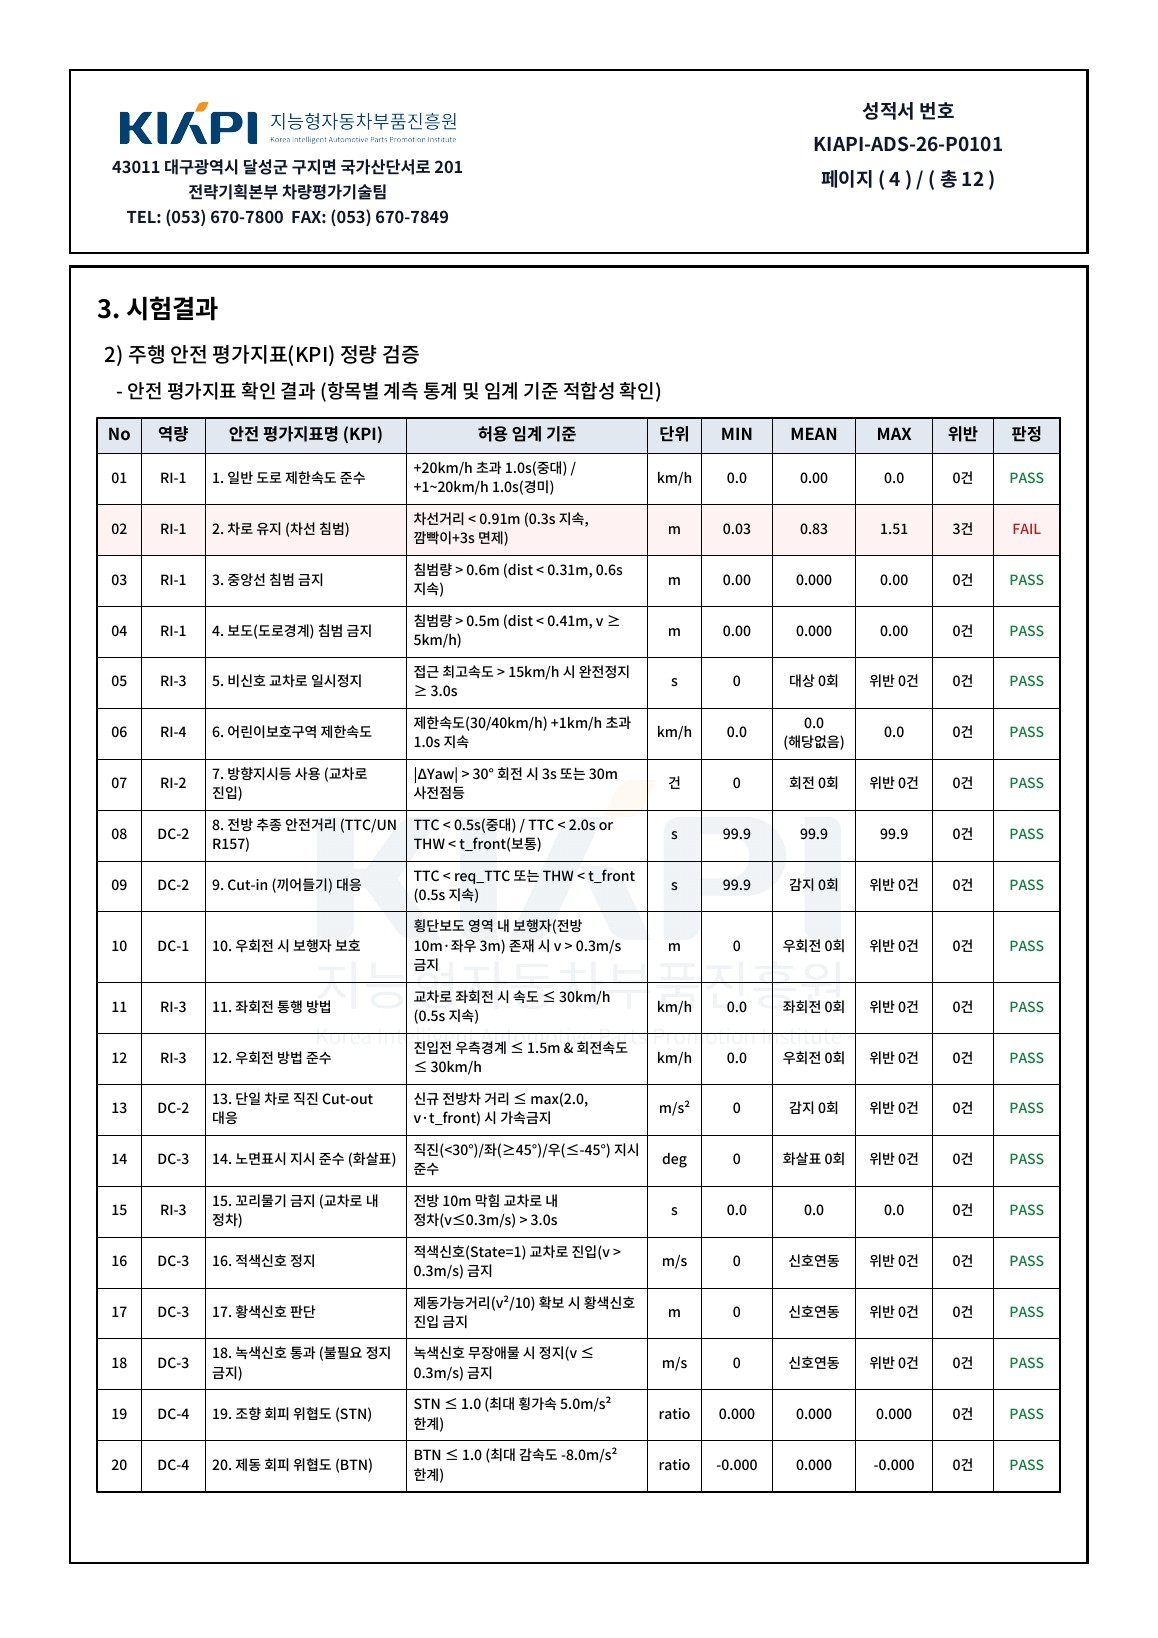 KIAPI 지능형자동차부품진흥원
Korea Intelligent Automotive Parts Promotion Institute
43011 대구광역시 달성군 구지면 국가산단서로 201
전략기획본부 차량평가기술팀
TEL: (053) 670-7800 FAX: (053) 670-7849
성적서 번호
KIAPI-ADS-26-P0101
페이지 ( 4 ) / ( 총 12 )
3. 시험결과
2) 주행 안전 평가지표(KPI) 정량 검증
- 안전 평가지표 확인 결과 (항목별 계측 통계 및 임계 기준 적합성 확인)
No 역량 안전 평가지표명 (KPI) 허용 임계 기준 단위 MIN MEAN MAX 위반 판정
01 RI-1 1. 일반 도로 제한속도 준수 +20km/h 초과 1.0s(중대) /
+1~20km/h 1.0s(경미) km/h 0.0 0.00 0.0 0건 PASS
02 RI-1 2. 차로 유지 (차선 침범) 차선거리 < 0.91m (0.3s 지속,
깜빡이+3s 면제) m 0.03 0.83 1.51 3건 FAIL
03 RI-1 3. 중앙선 침범 금지 침범량 > 0.6m (dist < 0.31m, 0.6s
지속) m 0.00 0.000 0.00 0건 PASS
04 RI-1 4. 보도(도로경계) 침범 금지 침범량 > 0.5m (dist < 0.41m, v ≥
5km/h) m 0.00 0.000 0.00 0건 PASS
05 RI-3 5. 비신호 교차로 일시정지 접근 최고속도 > 15km/h 시 완전정지
≥ 3.0s s 0 대상 0회 위반 0건 0건 PASS
06 RI-4 6. 어린이보호구역 제한속도 제한속도(30/40km/h) +1km/h 초과
1.0s 지속 km/h 0.0 0.0
(해당없음) 0.0 0건 PASS
07 RI-2 7. 방향지시등 사용 (교차로
진입) |ΔYaw| > 30° 회전 시 3s 또는 30m
사전점등 건 0 회전 0회 위반 0건 0건 PASS
08 DC-2 8. 전방 추종 안전거리 (TTC/UN
R157) TTC < 0.5s(중대) / TTC < 2.0s or
THW < t_front(보통) s 99.9 99.9 99.9 0건 PASS
09 DC-2 9. Cut-in (끼어들기) 대응 TTC < req_TTC 또는 THW < t_front
(0.5s 지속) s 99.9 감지 0회 위반 0건 0건 PASS
10 DC-1 10. 우회전 시 보행자 보호 횡단보도 영역 내 보행자(전방
10m·좌우 3m) 존재 시 v > 0.3m/s
금지 m 0 우회전 0회 위반 0건 0건 PASS
11 RI-3 11. 좌회전 통행 방법 교차로 좌회전 시 속도 ≤ 30km/h
(0.5s 지속) km/h 0.0 좌회전 0회 위반 0건 0건 PASS
12 RI-3 12. 우회전 방법 준수 진입전 우측경계 ≤ 1.5m & 회전속도
≤ 30km/h km/h 0.0 우회전 0회 위반 0건 0건 PASS
13 DC-2 13. 단일 차로 직진 Cut-out
대응 신규 전방차 거리 ≤ max(2.0,
v·t_front) 시 가속금지 m/s² 0 감지 0회 위반 0건 0건 PASS
14 DC-3 14. 노면표시 지시 준수 (화살표) 직진(<30°)/좌(≥45°)/우(≤-45°) 지시
준수 deg 0 화살표 0회 위반 0건 0건 PASS
15 RI-3 15. 꼬리물기 금지 (교차로 내
정차) 전방 10m 막힘 교차로 내
정차(v≤0.3m/s) > 3.0s s 0.0 0.0 0.0 0건 PASS
16 DC-3 16. 적색신호 정지 적색신호(State=1) 교차로 진입(v >
0.3m/s) 금지 m/s 0 신호연동 위반 0건 0건 PASS
17 DC-3 17. 황색신호 판단 제동가능거리(v²/10) 확보 시 황색신호
진입 금지 m 0 신호연동 위반 0건 0건 PASS
18 DC-3 18. 녹색신호 통과 (불필요 정지
금지) 녹색신호 무장애물 시 정지(v ≤
0.3m/s) 금지 m/s 0 신호연동 위반 0건 0건 PASS
19 DC-4 19. 조향 회피 위협도 (STN) STN ≤ 1.0 (최대 횡가속 5.0m/s²
한계) ratio 0.000 0.000 0.000 0건 PASS
20 DC-4 20. 제동 회피 위협도 (BTN) BTN ≤ 1.0 (최대 감속도 -8.0m/s²
한계) ratio -0.000 0.000 -0.000 0건 PASS
KIAPI
지능형자동차부품진흥원
Korea Intelligent Automotive Parts Promotion Institute